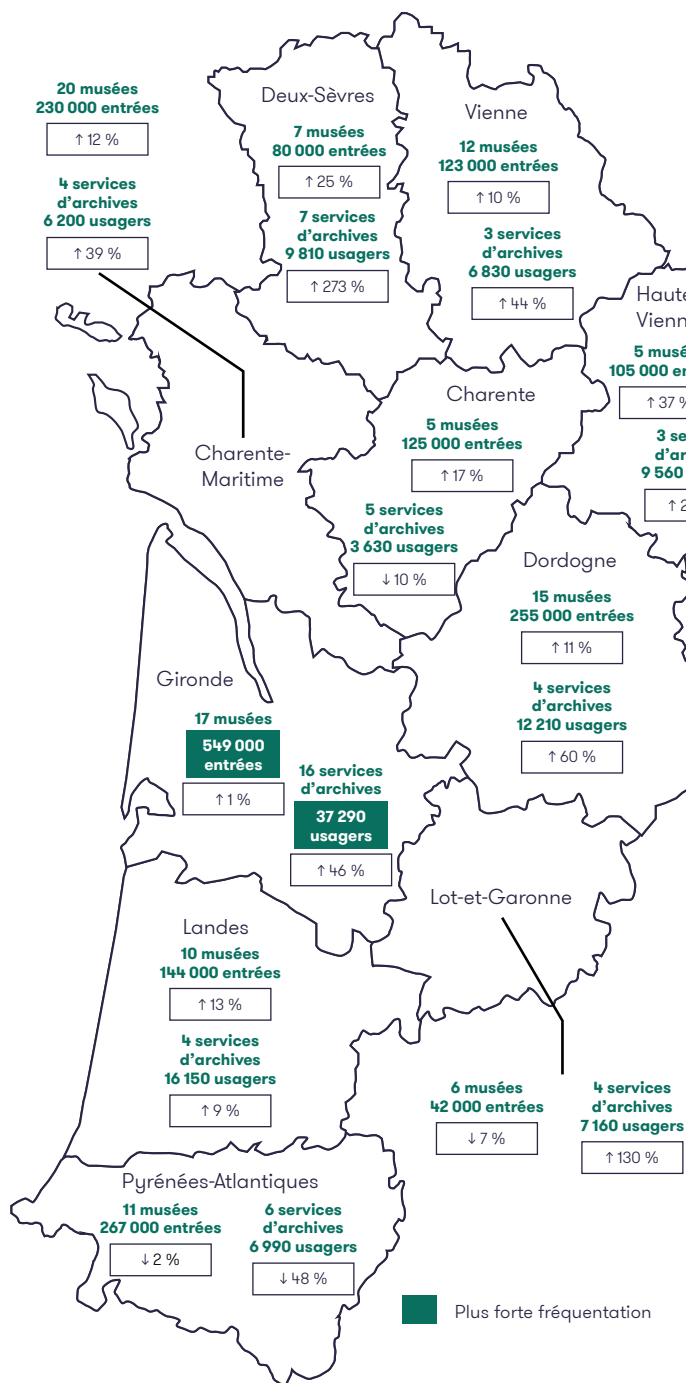 20 musées
230 000 entrées
↑ 12 %
4 services
d'archives
6 200 usagers
↑ 39 %
Deux-Sèvres
7 musées
80 000 entrées
↑ 25 %
7 services
d'archives
9 810 usagers
↑ 273 %
Vienne
12 musées
123 000 entrées
↑ 10 %
3 services
d'archives
6 830 usagers
↑ 44 %
5
105 000
↑ 37
3
9 560
↑
Charente-
Maritime
Charente
5 musées
125 000 entrées
↑ 17 %
5 services
d'archives
3 630 usagers
↓ 10 %
Dordogne
15 musées
255 000 entrées
↑ 11 %
4 services
d'archives
12 210 usagers
↑ 60 %
Gironde
17 musées
549 000
entrées
↑ 1 %
16 services
d'archives
37 290
usagers
↑ 46 %
Lot-et-Garonne
6 musées
42 000 entrées
↓ 7 %
4 services
d'archives
7 160 usagers
↑ 130 %
Landes
10 musées
144 000 entrées
↑ 13 %
4 services
d'archives
16 150 usagers
↑ 9 %
Pyrénées-Atlantiques
11 musées
267 000 entrées
↓ 2 %
6 services
d'archives
6 990 usagers
↓ 48 %
Plus forte fréquentation